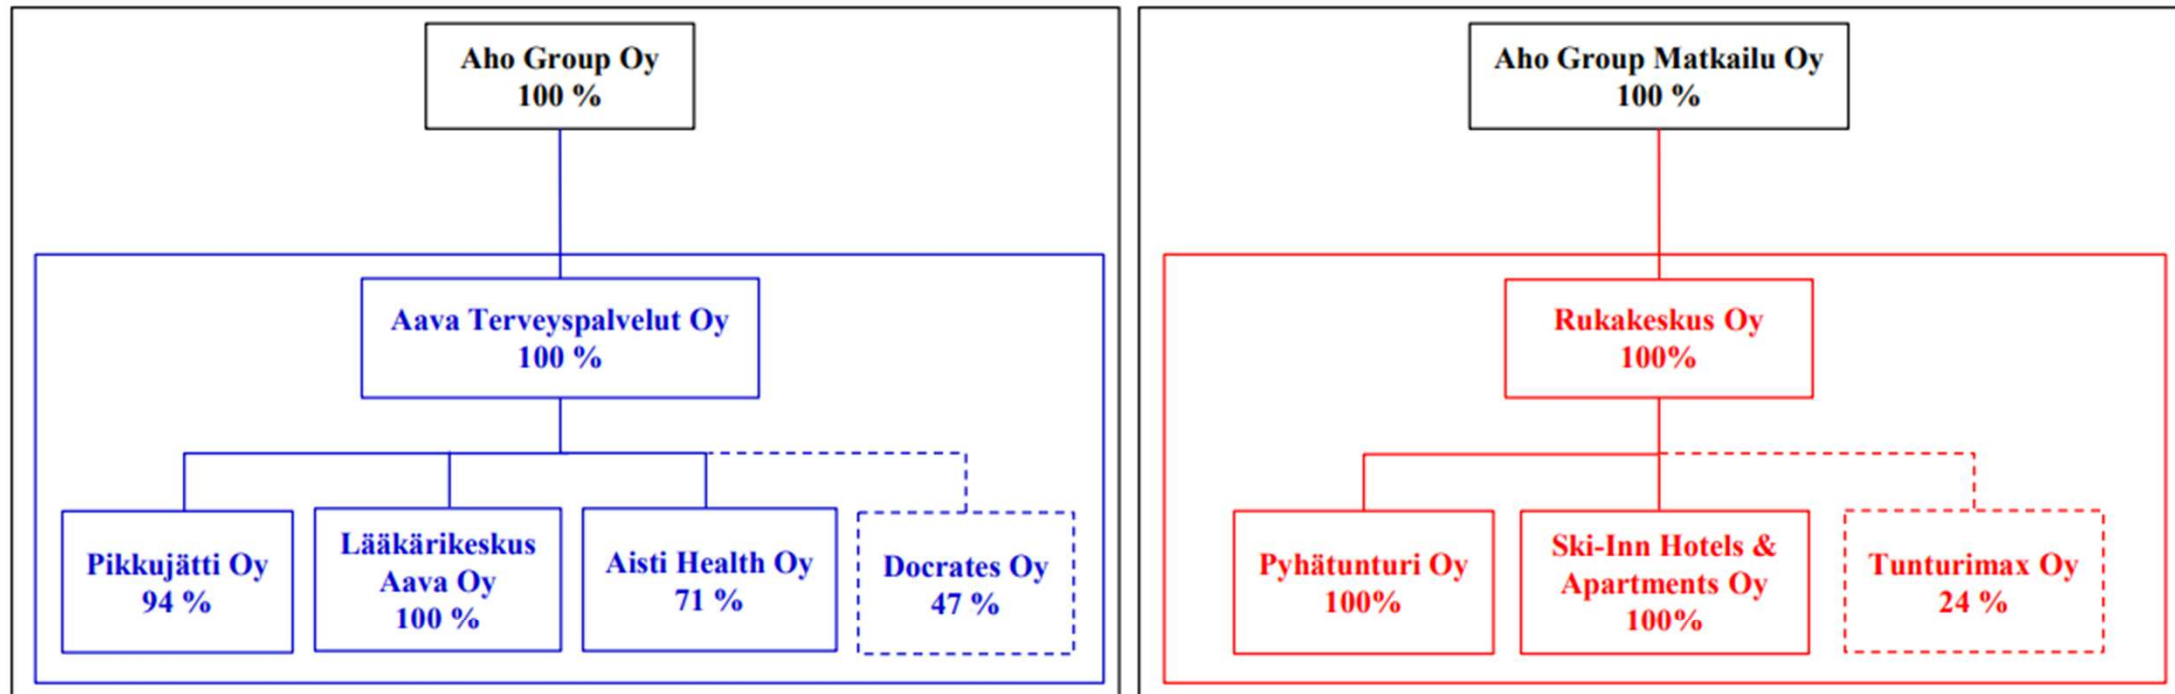 Aho Group Oy
100 %
Aava Terveyspalvelut Oy
100 %
Pikkujätti Oy
94 %
Lääkärikeskus
Aava Oy
100 %
Aisti Health Oy
71 %
Docrates Oy
47 %
Aho Group Matkailu Oy
100 %
Rukakeskus Oy
100%
Pyhätunturi Oy
100%
Ski-Inn Hotels &
Apartments Oy
100%
Tunturimax Oy
24 %